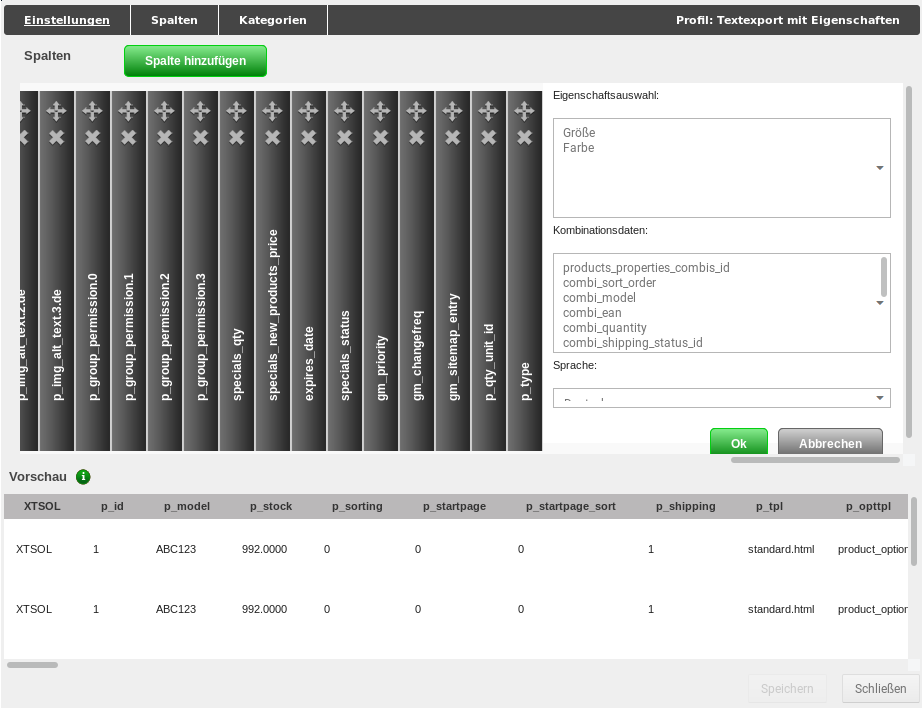 Einstellungen Spalten Kategorien Profil: Textexport mit Eigenschaften
Spalten Spalte hinzufügen
p_img_alt_text.2.de
p_img_alt_text.3.de
p_group_permission.0
p_group_permission.1
p_group_permission.2
p_group_permission.3
specials_qty
specials_new_products_price
expires_date
specials_status
gm_priority
gm_changefreq
gm_sitemap_entry
p_qty_unit_id
p_type
Eigenschaftsauswahl:
Größe
Farbe
Kombinationsdaten:
products_properties_combis_id
combi_sort_order
combi_model
combi_ean
combi_quantity
combi_shipping_status_id
Sprache:
Ok Abbrechen
Vorschau
XTSOL p_id p_model p_stock p_sorting p_startpage p_startpage_sort p_shipping p_tpl p_opttpl
XTSOL 1 ABC123 992.0000 0 0 0 1 standard.html product_option
XTSOL 1 ABC123 992.0000 0 0 0 1 standard.html product_option
Speichern Schließen